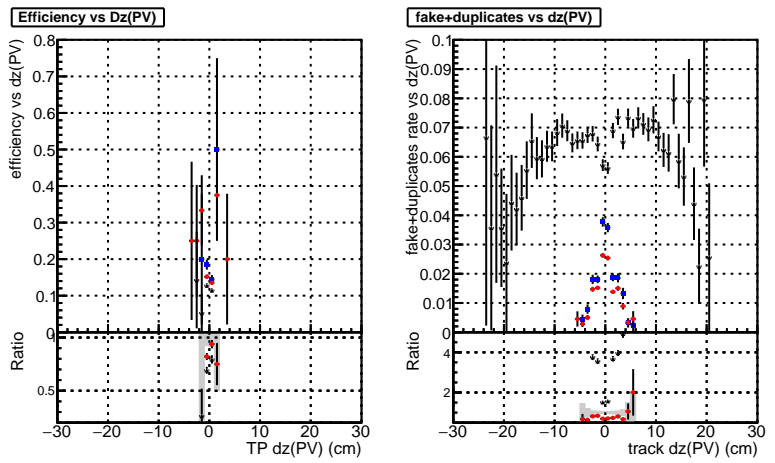 Efficiency vs Dz(PV)
efficiency vs dz(PV)
0.8
0.7
0.6
0.5
0.4
0.3
0.2
0.1
0
Ratio
1
0.5
−30 −20 −10 0 10 20 30
TP dz(PV) (cm)
fake+duplicates vs dz(PV)
fake+duplicates rate vs dz(PV)
0.1
0.09
0.08
0.07
0.06
0.05
0.04
0.03
0.02
0.01
0
Ratio
4
2
−30 −20 −10 0 10 20 30
track dz(PV) (cm)